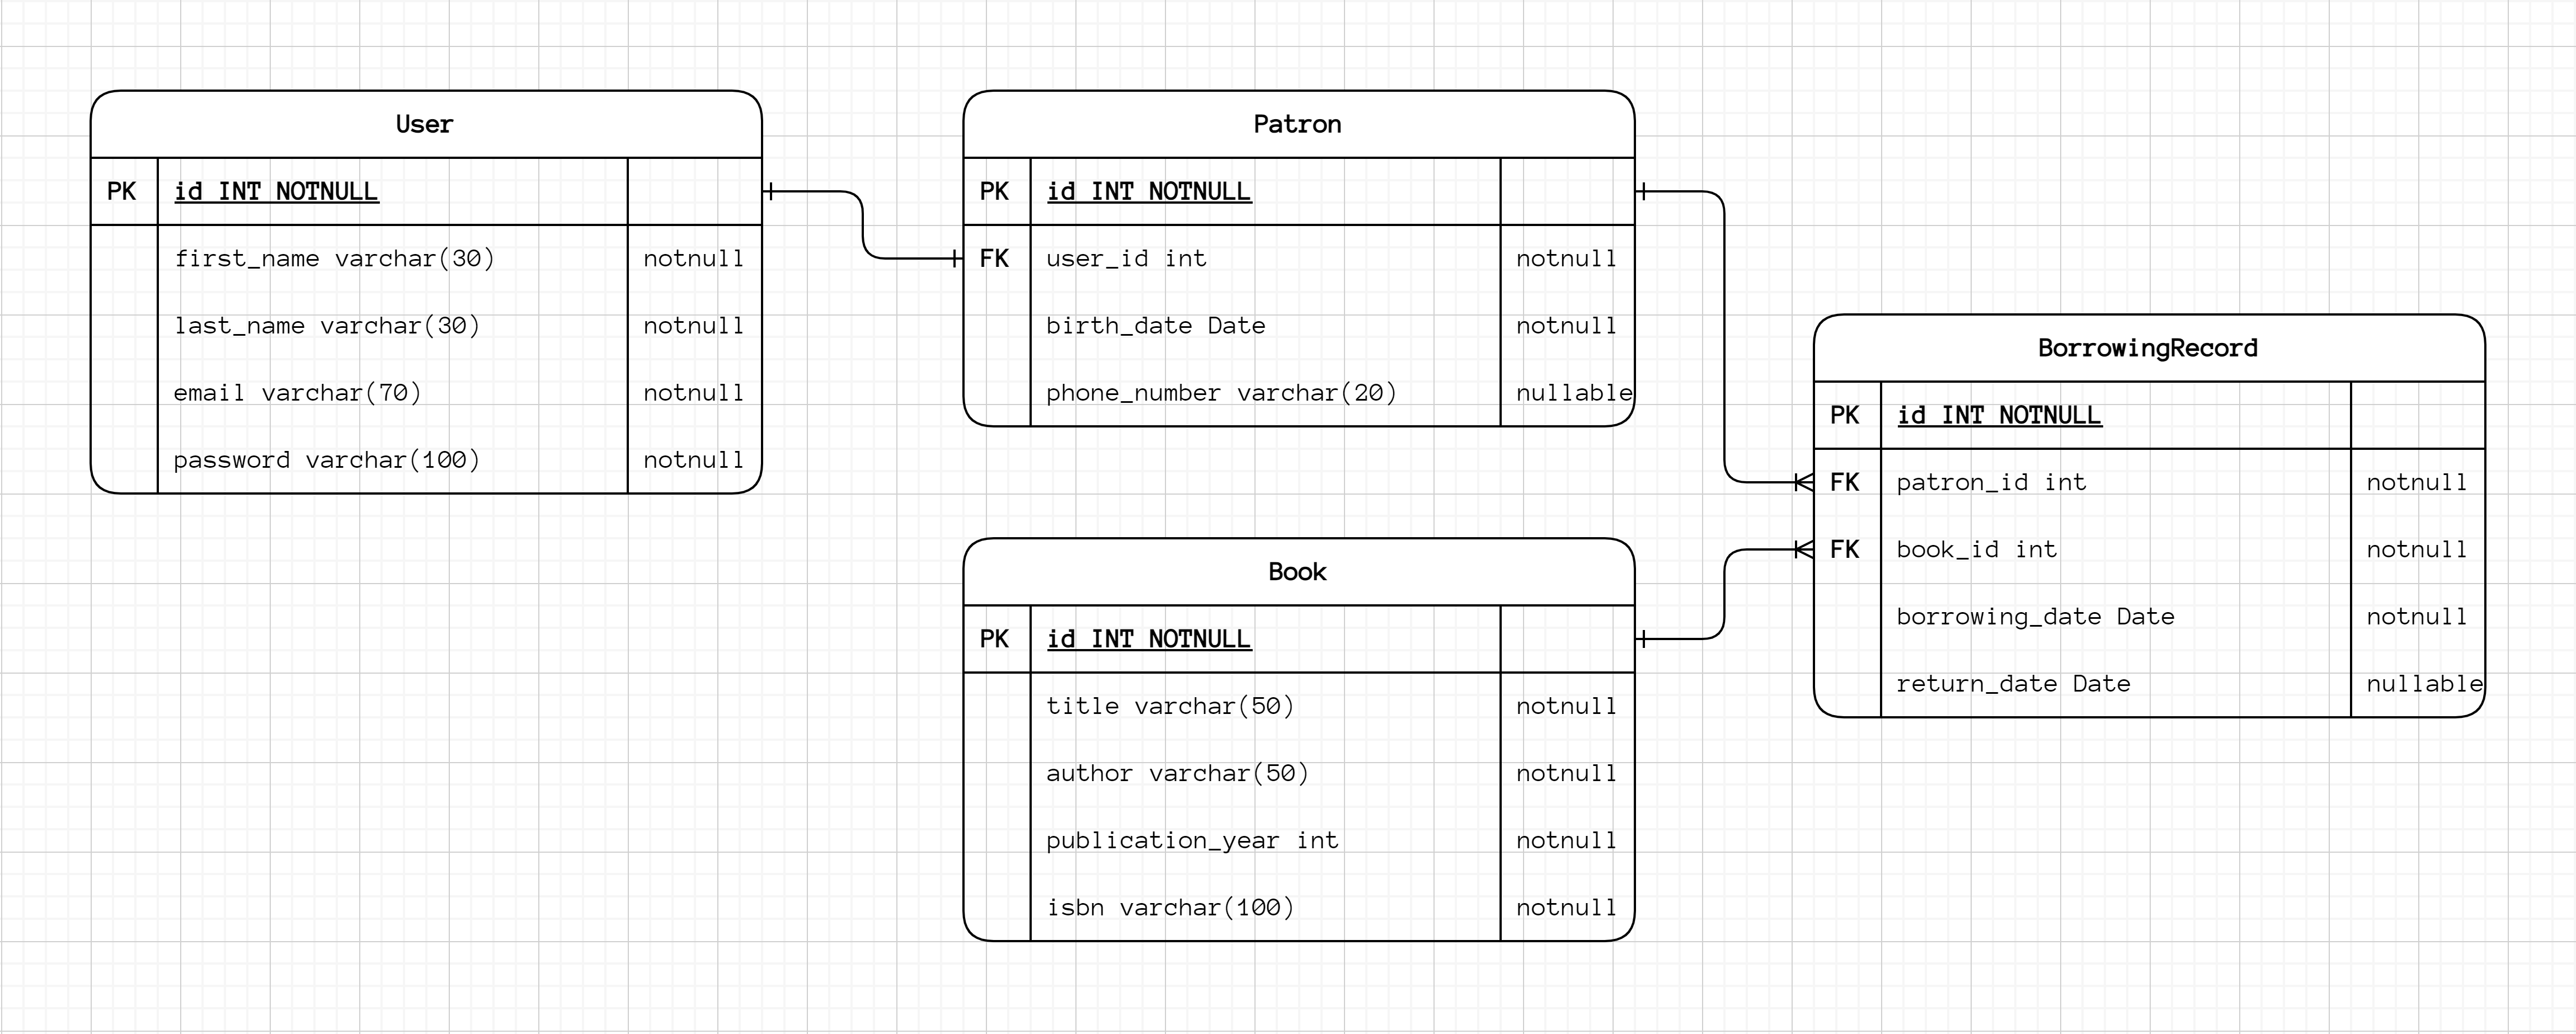 User
PK id INT NOTNULL
first_name varchar(30) notnull
last_name varchar(30) notnull
email varchar(70) notnull
password varchar(100) notnull
Patron
PK id INT NOTNULL
FK user_id int notnull
birth_date Date notnull
phone_number varchar(20) nullable
Book
PK id INT NOTNULL
title varchar(50) notnull
author varchar(50) notnull
publication_year int notnull
isbn varchar(100) notnull
BorrowingRecord
PK id INT NOTNULL
FK patron_id int notnull
FK book_id int notnull
borrowing_date Date notnull
return_date Date nullable